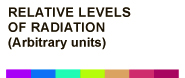 RELATIVE LEVELS
OF RADIATION
(Arbitrary units)